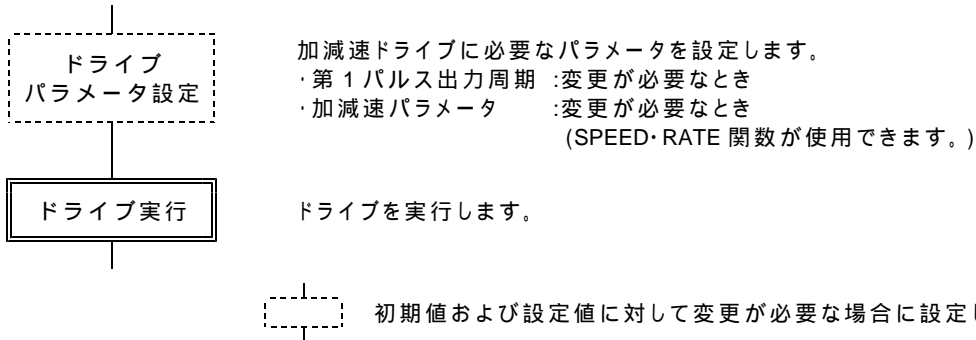 ドライブ
パラメータ設定
加減速ドライブに必要なパラメータを設定します。
・第1パルス出力周期 :変更が必要なとき
・加減速パラメータ :変更が必要なとき
(SPEED・RATE 関数が使用できます。)
ドライブ実行
ドライブを実行します。
初期値および設定値に対して変更が必要な場合に設定